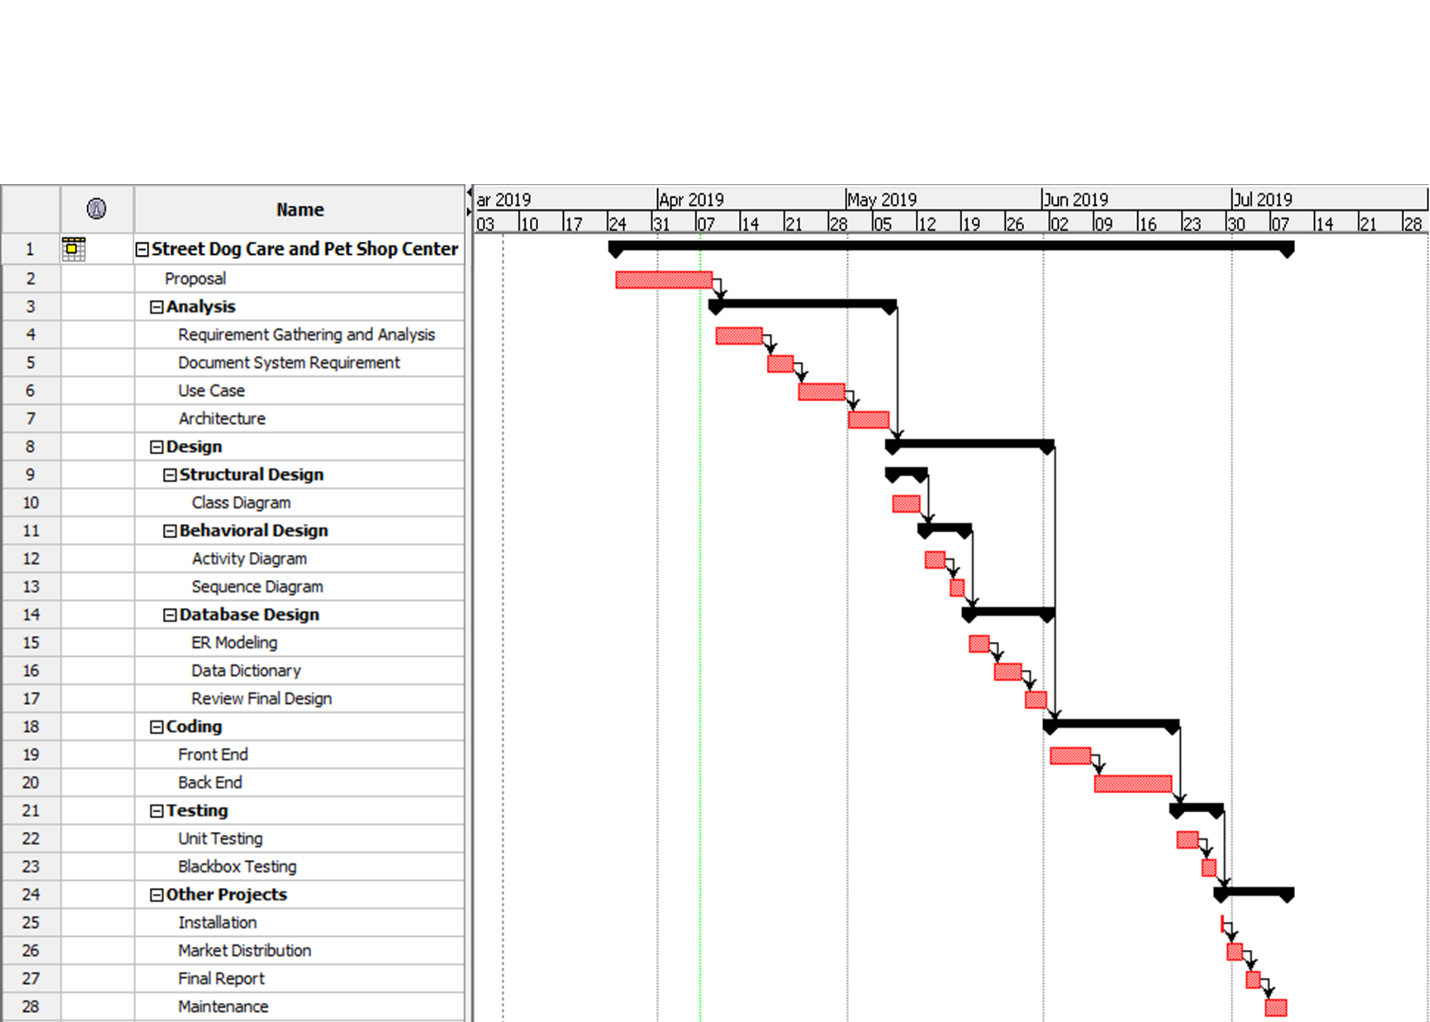 ar 2019 Apr 2019 May 2019 Jun 2019 Jul 2019
Name
03 10 17 24 31 07 14 21 28 05 12 19 26 02 09 16 23 30 07 14 21 28
1 Street Dog Care and Pet Shop Center
2 Proposal
3 Analysis
4 Requirement Gathering and Analysis
5 Document System Requirement
6 Use Case
7 Architecture
8 Design
9 Structural Design
10 Class Diagram
11 Behavioral Design
12 Activity Diagram
13 Sequence Diagram
14 Database Design
15 ER Modeling
16 Data Dictionary
17 Review Final Design
18 Coding
19 Front End
20 Back End
21 Testing
22 Unit Testing
23 Blackbox Testing
24 Other Projects
25 Installation
26 Market Distribution
27 Final Report
28 Maintenance